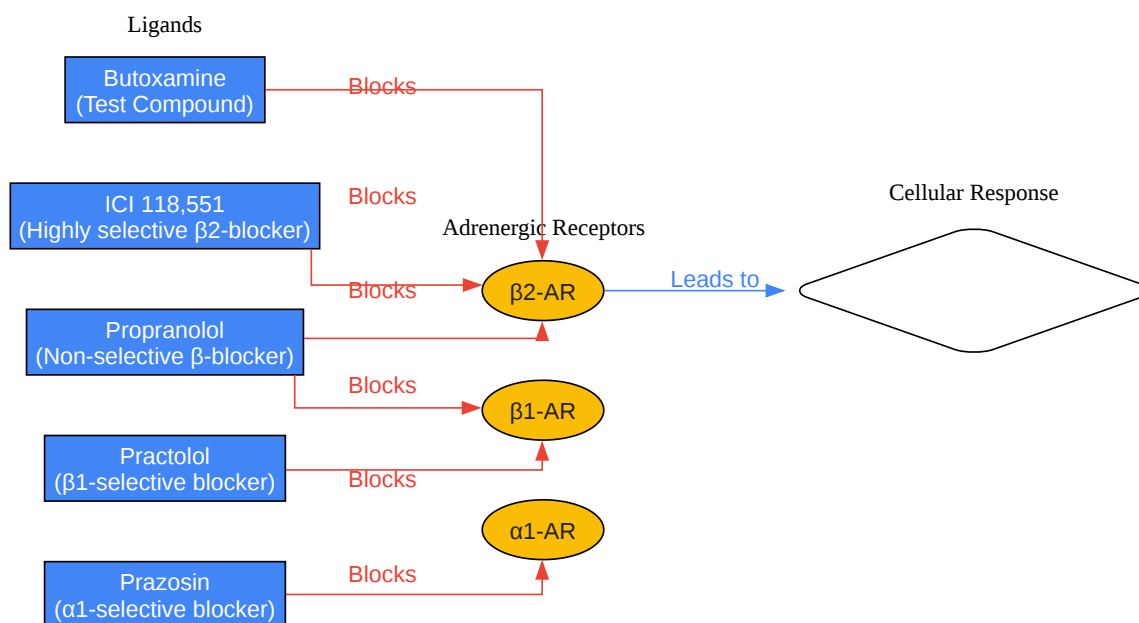 Ligands
Butoxamine
(Test Compound)
Blocks
ICI 118,551
(Highly selective β2-blocker)
Blocks
Cellular Response
Adrenergic Receptors
β2-AR
Leads to
Blocks
Propranolol
(Non-selective β-blocker)
Blocks
β1-AR
Practolol
(β1-selective blocker)
Blocks
α1-AR
Prazosin
(α1-selective blocker)
Blocks